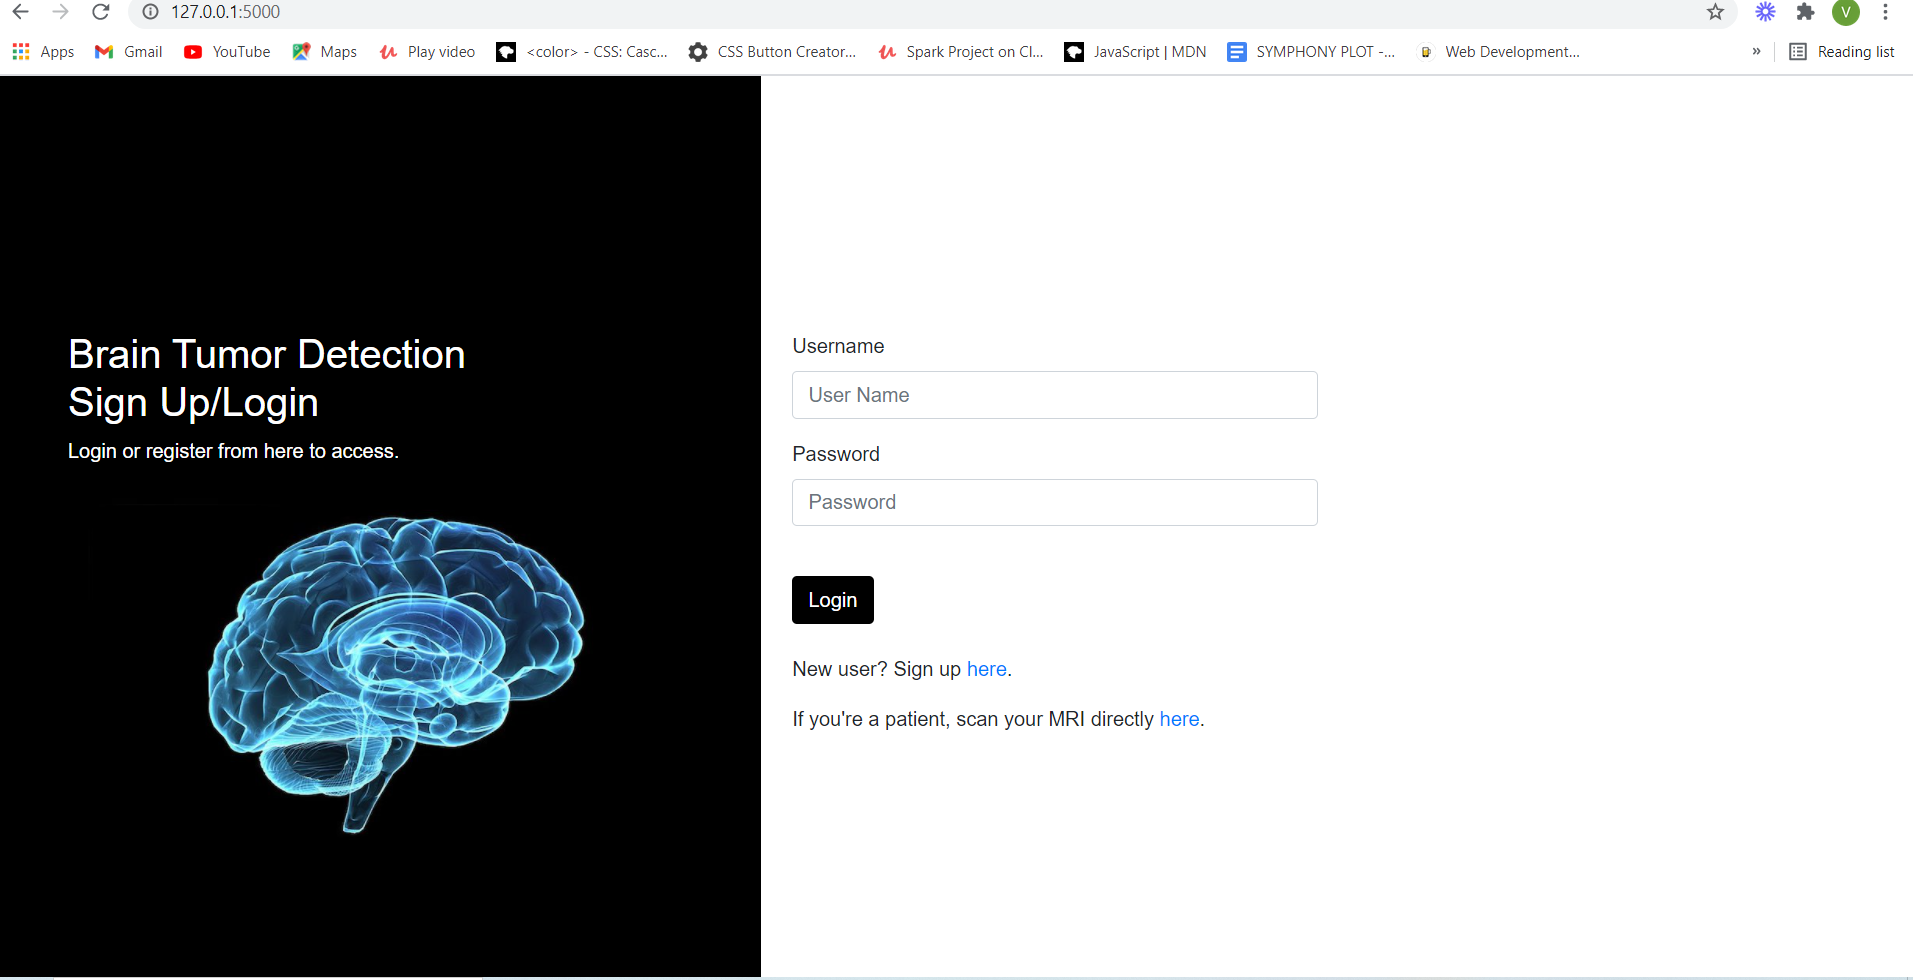 127.0.0.1:5000
V
Apps Gmail YouTube Maps Play video <color> - CSS: Casc... CSS Button Creator... Spark Project on Cl... JavaScript | MDN SYMPHONY PLOT -... Web Development... » Reading list
Brain Tumor Detection
Sign Up/Login
Login or register from here to access.
Username
User Name
Password
Password
Login
New user? Sign up here.
If you're a patient, scan your MRI directly here.